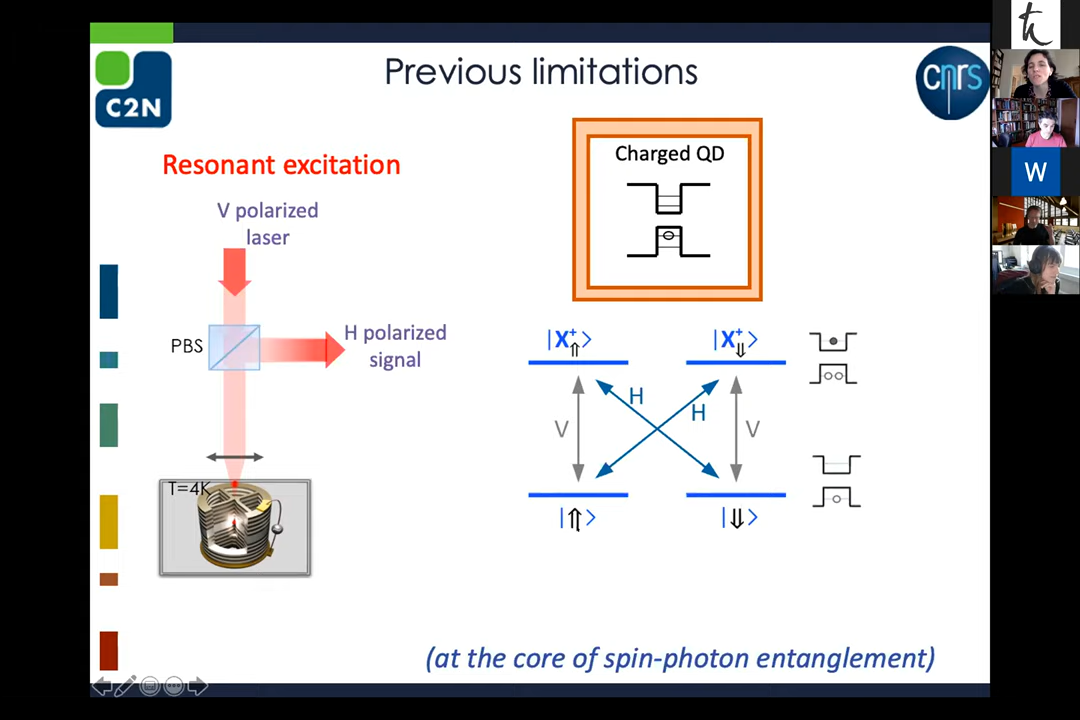 Previous limitations
C2N
cnrs
Resonant excitation
V polarized
laser
PBS
H polarized
signal
T=4K
Charged QD
|X⁺⇑⟩
|X⁺⇓⟩
H
H
V
V
|⇑⟩
|⇓⟩
(at the core of spin-photon entanglement)
W